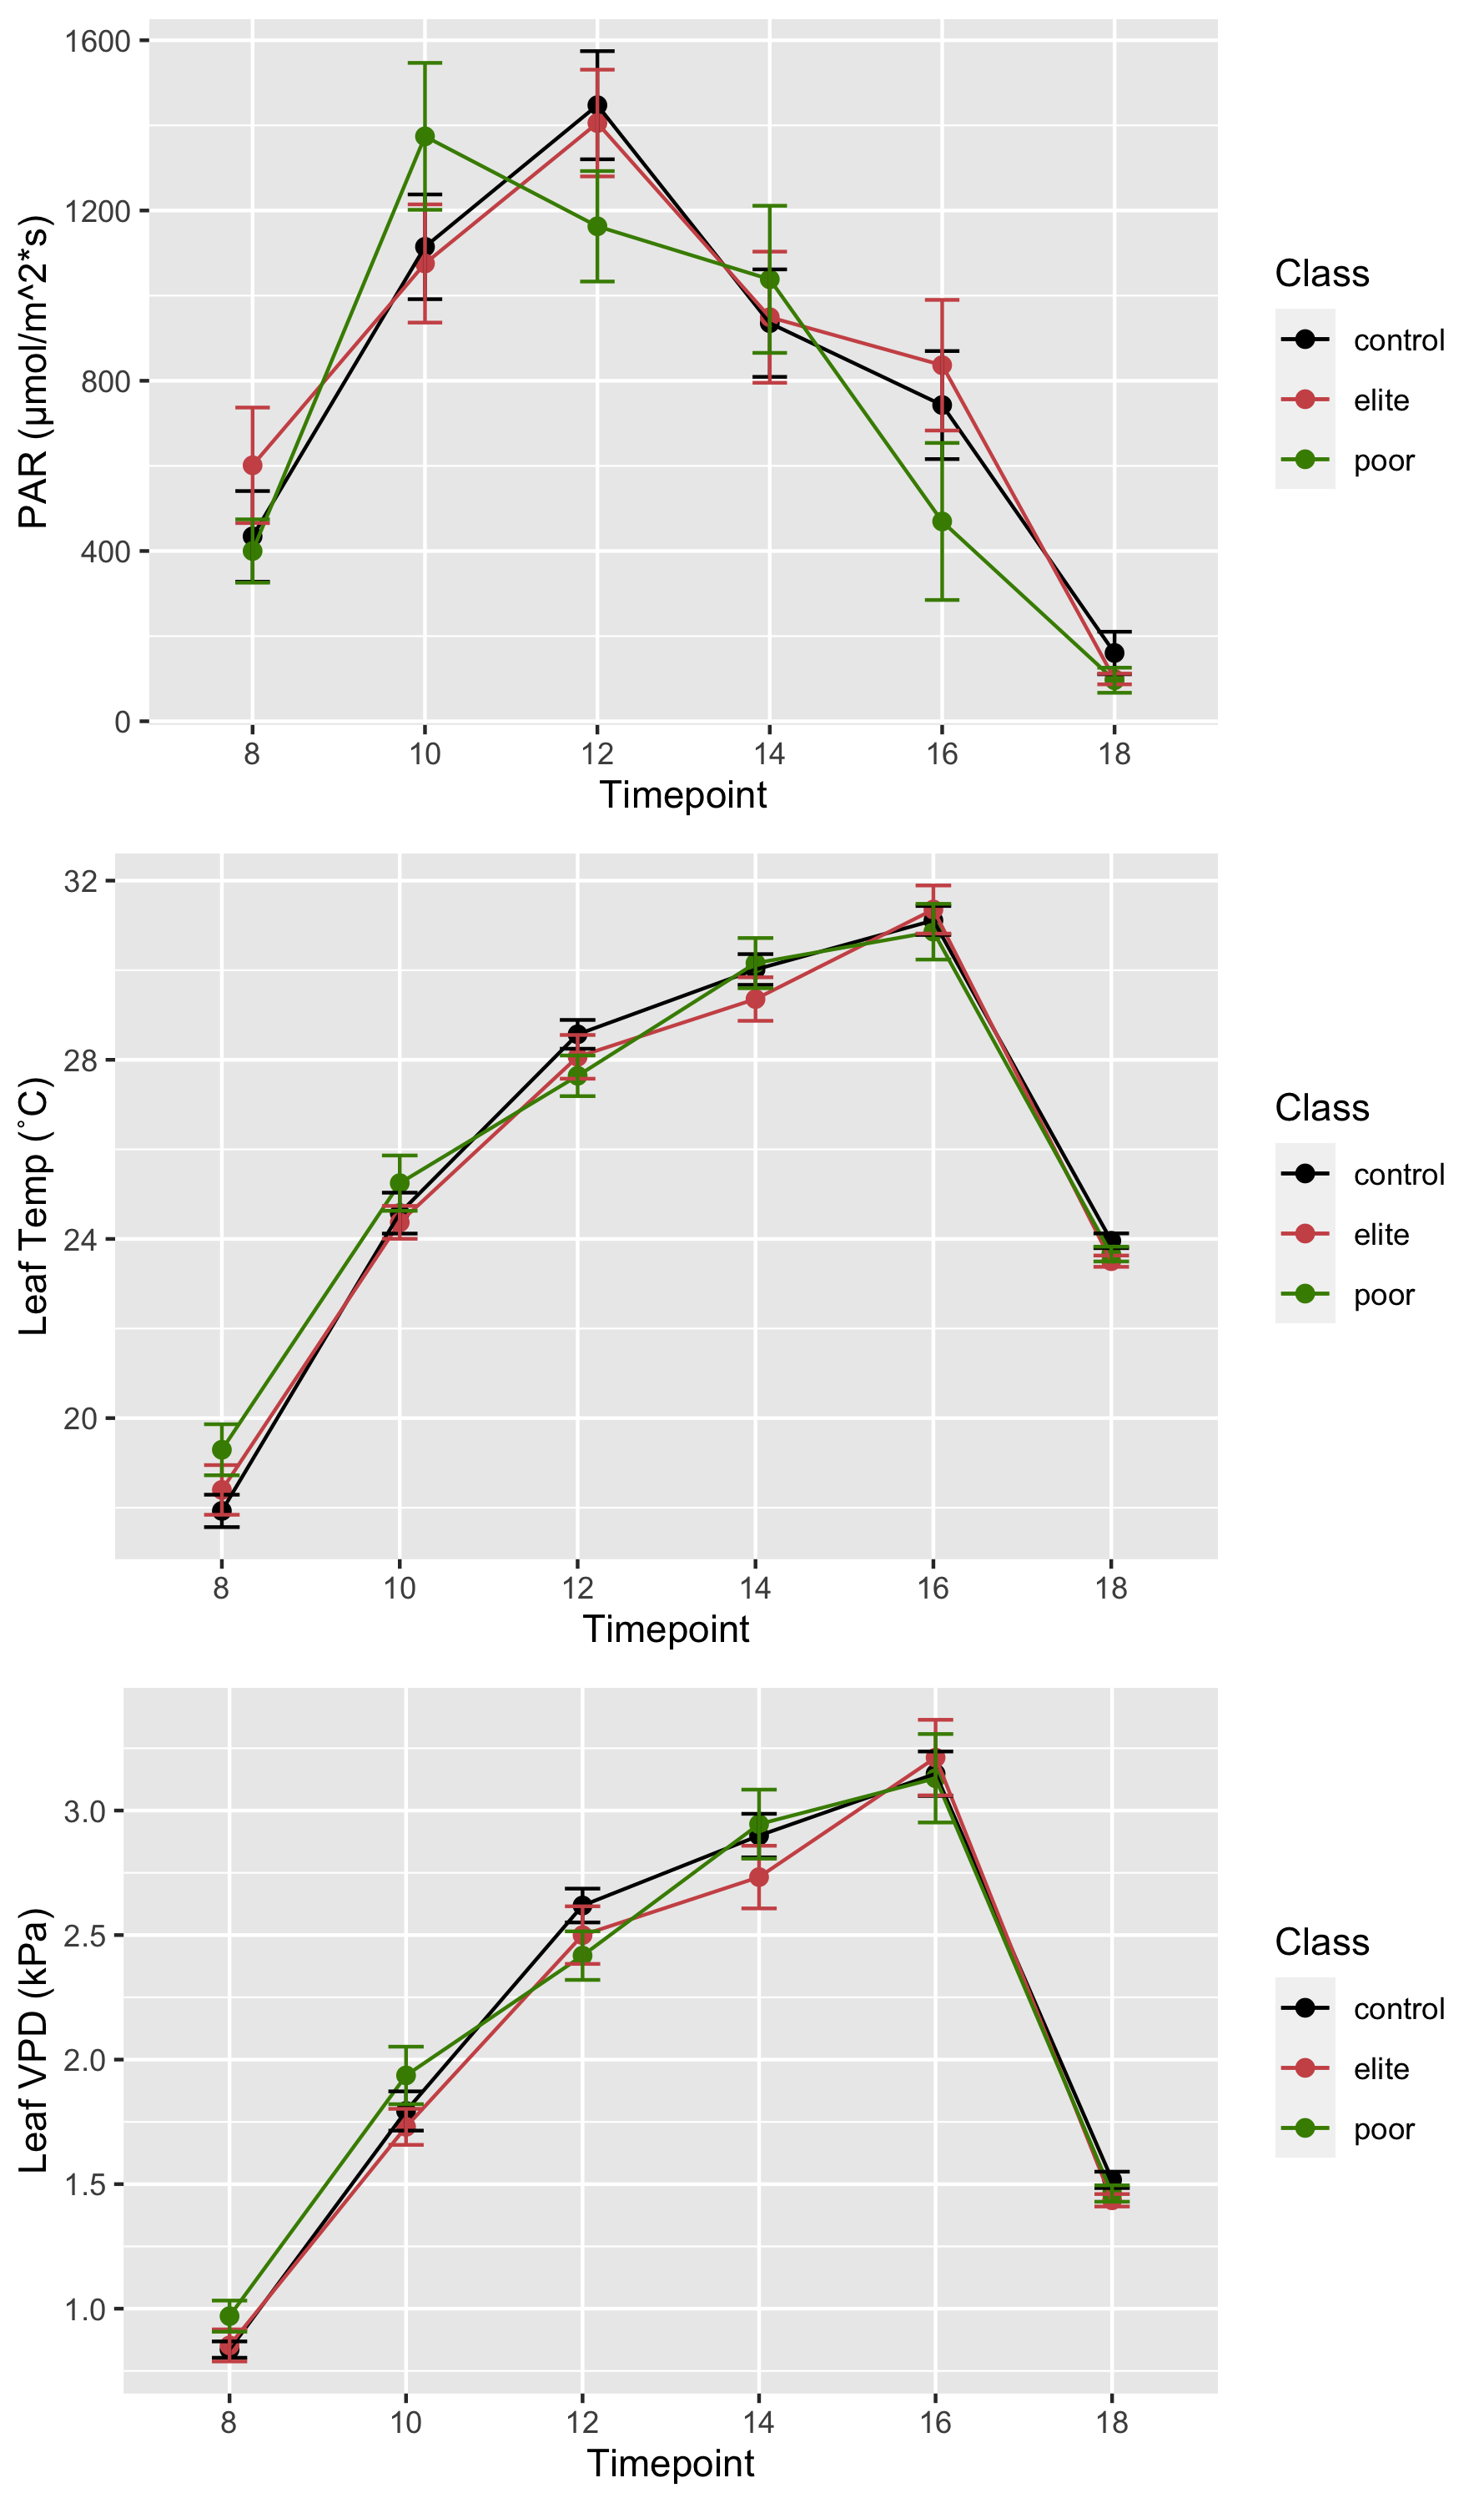 1600
1200
800
400
0
PAR (µmol/m^2*s)
8 10 12 14 16 18
Timepoint
Class
control
elite
poor
32
28
24
20
Leaf Temp (˚C)
8 10 12 14 16 18
Timepoint
Class
control
elite
poor
3.0
2.5
2.0
1.5
1.0
Leaf VPD (kPa)
8 10 12 14 16 18
Timepoint
Class
control
elite
poor